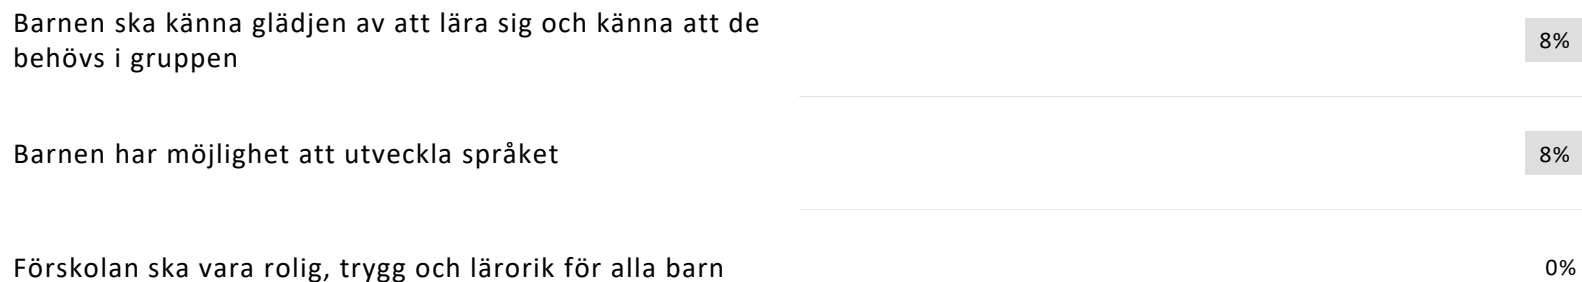 Barnen ska känna glädjen av att lära sig och känna att de
behövs i gruppen
8%
Barnen har möjlighet att utveckla språket
8%
Förskolan ska vara rolig, trygg och lärorik för alla barn
0%